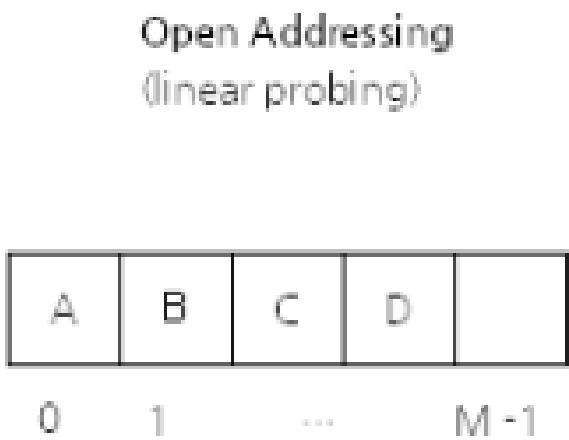 Open Addressing
(linear probing)
A B C D
0 1 ... M -1